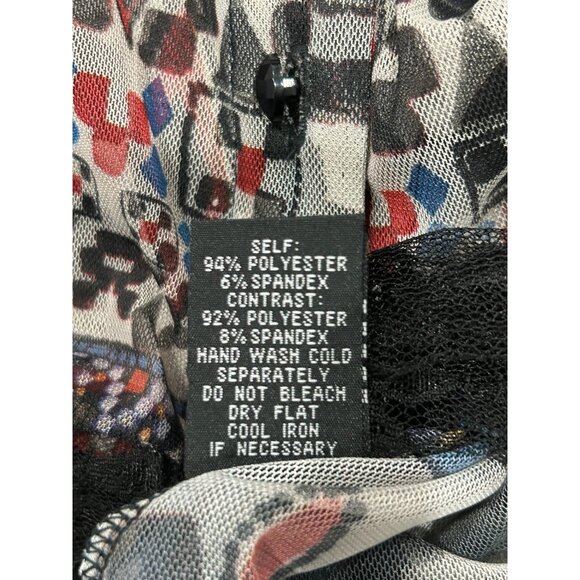 SELF:
94% POLYESTER
6% SPANDEX
CONTRAST:
92% POLYESTER
8% SPANDEX
HAND WASH COLD
SEPARATELY
DO NOT BLEACH
DRY FLAT
COOL IRON
IF NECESSARY